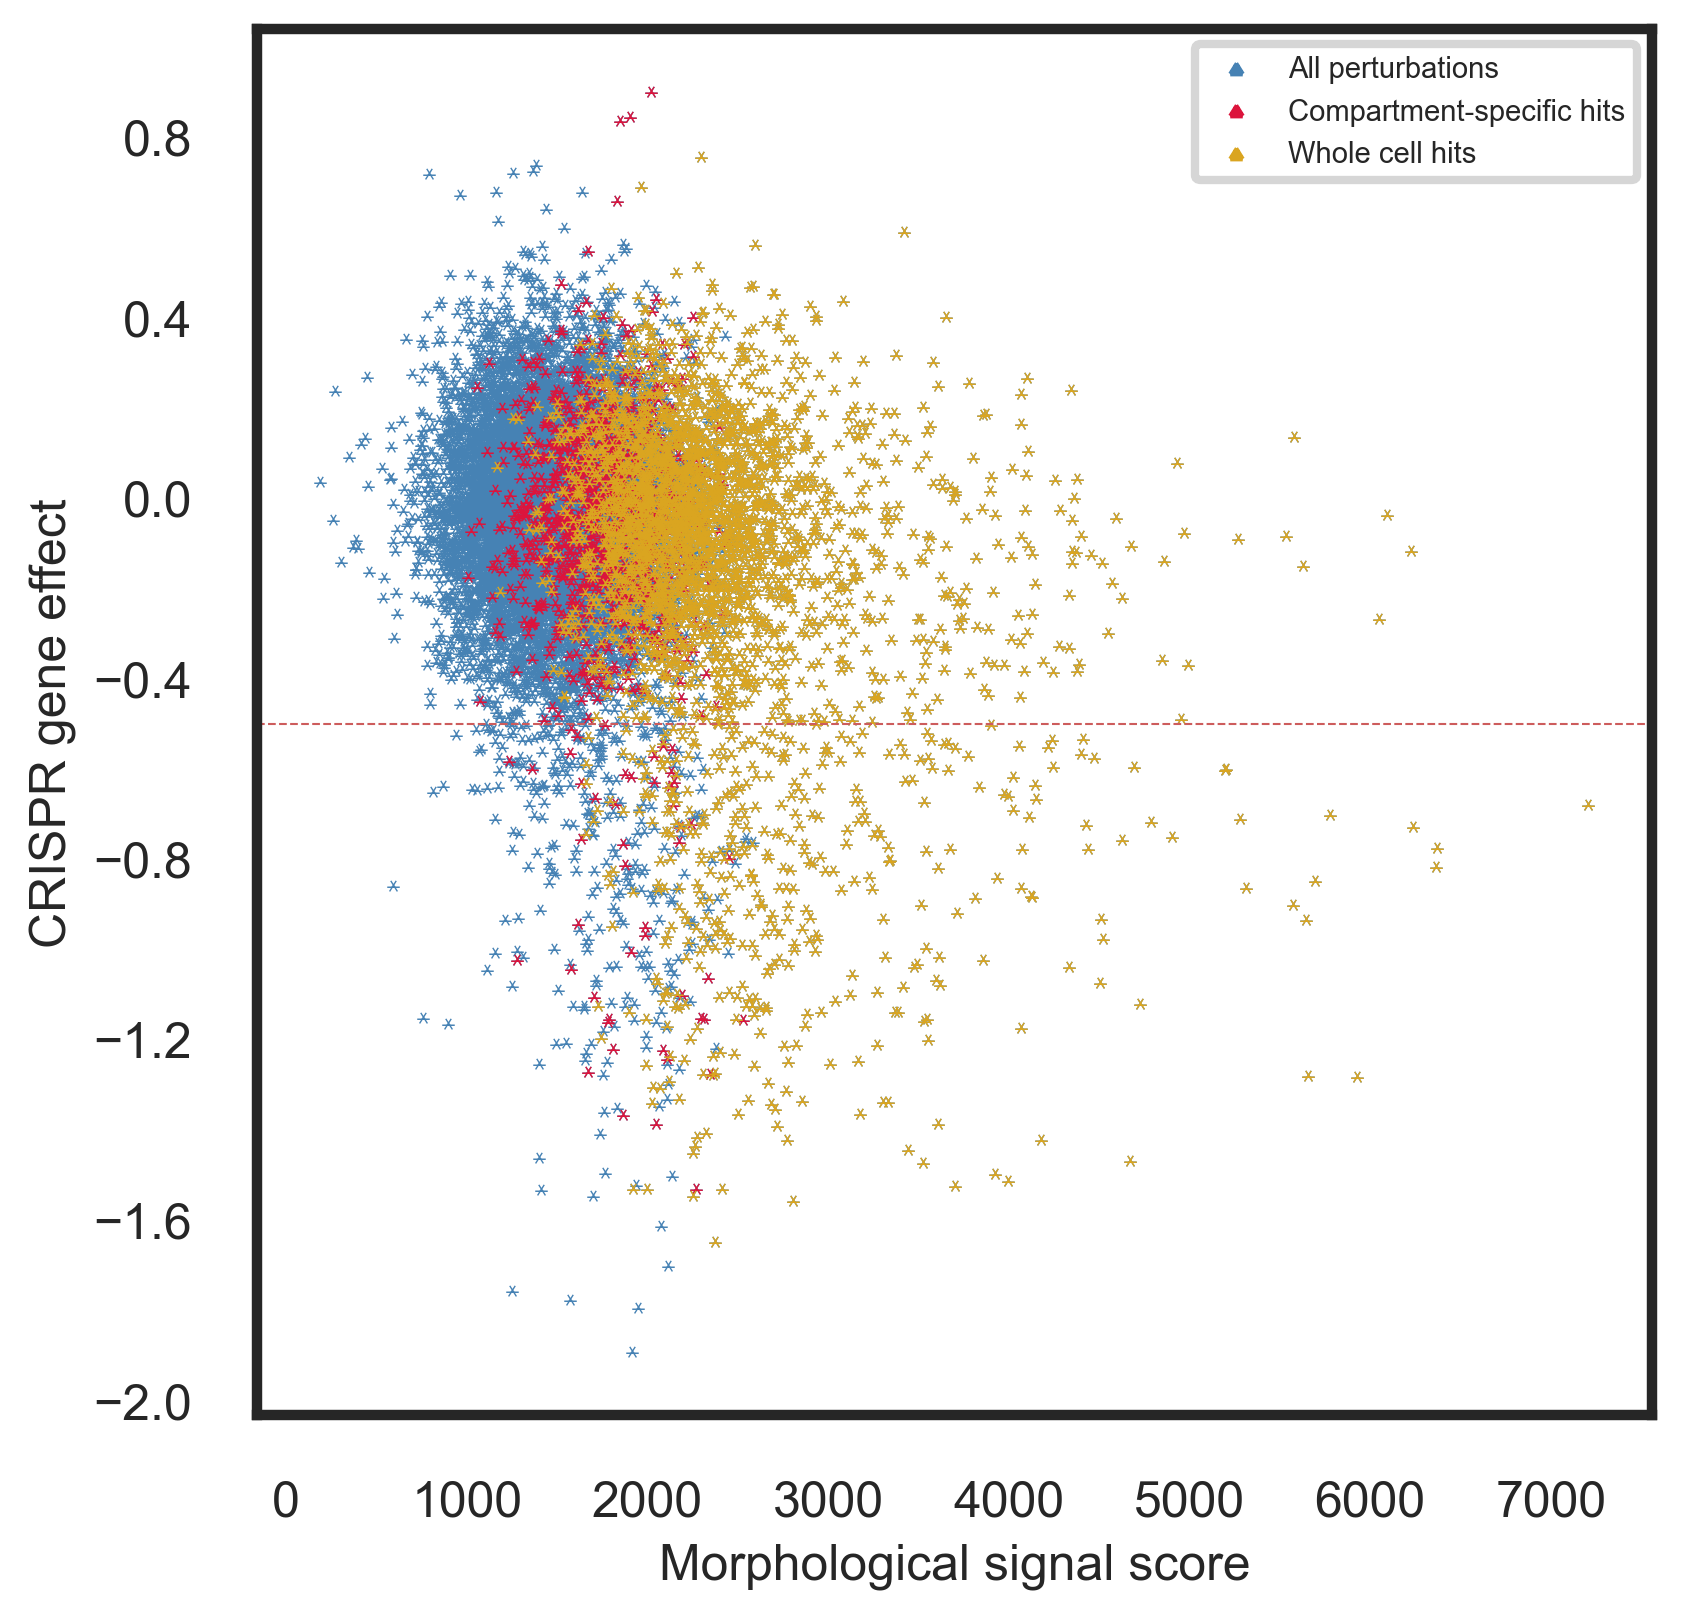 All perturbations
Compartment-specific hits
Whole cell hits
0.8
0.4
0.0
−0.4
−0.8
−1.2
−1.6
−2.0
CRISPR gene effect
0 1000 2000 3000 4000 5000 6000 7000
Morphological signal score